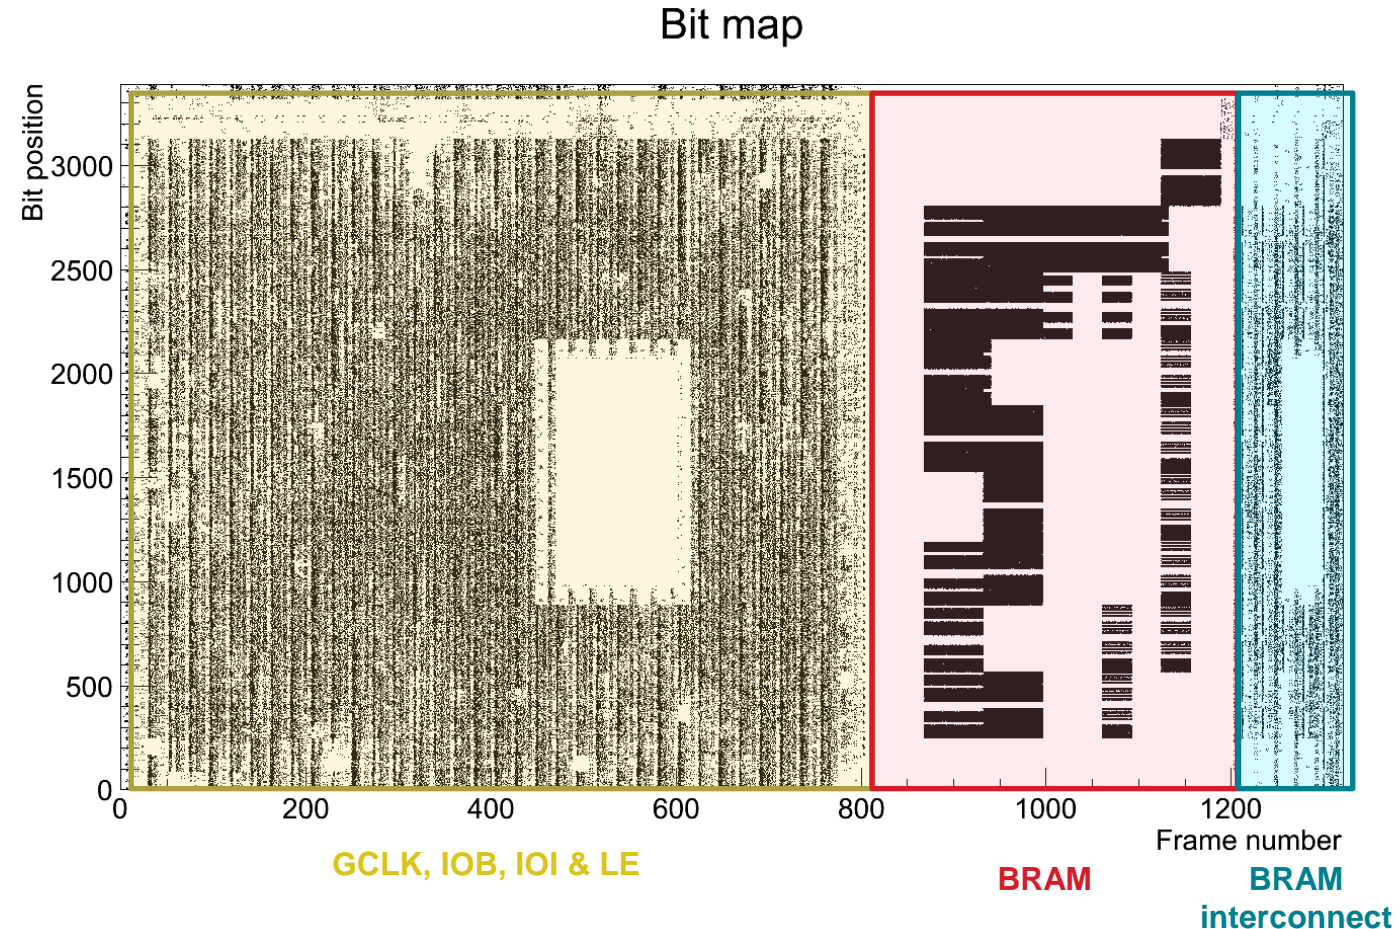 Bit map
Bit position
3000
2500
2000
1500
1000
500
0
0 200 400 600 800 1000 1200
Frame number
GCLK, IOB, IOI & LE
BRAM
BRAM
interconnect